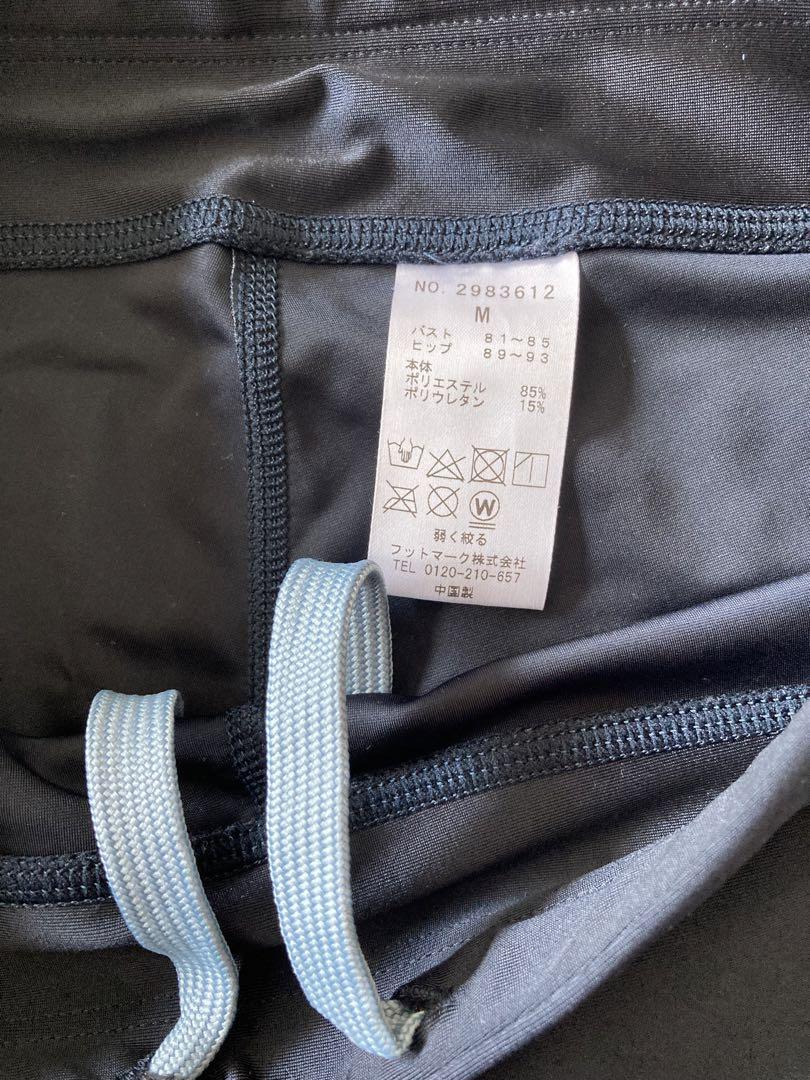 NO. 2983612
M
バスト 81～85
ヒップ 89～93
本体
ポリエステル 85%
ポリウレタン 15%
W
弱く絞る
フットマーク株式会社
TEL 0120-210-657
中国製